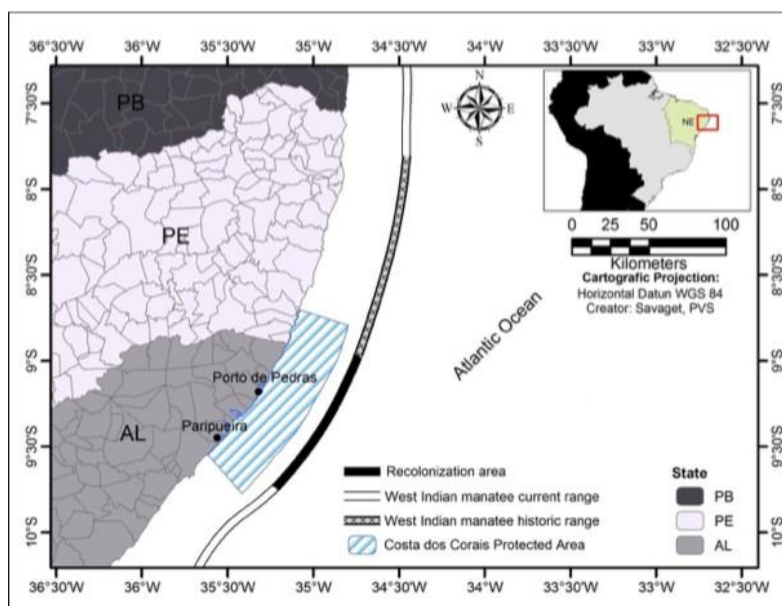 36°30'W 36°W 35°30'W 35°W 34°30'W 34°W 33°30'W 33°W 32°30'W
7°30'S
8°S
8°30'S
9°S
9°30'S
10°S
PB
PE
AL
Porto de Pedras
Paripueira
N
W E
S
NE
0 25 50 100
Kilometers
Cartografic Projection:
Horizontal Datun WGS 84
Creator: Savaget, PVS
Atlantic Ocean
Recolonization area
West Indian manatee current range
West Indian manatee historic range
Costa dos Corais Protected Area
State
PB
PE
AL
7°30'S
8°S
8°30'S
9°S
9°30'S
10°S
36°30'W 36°W 35°30'W 35°W 34°30'W 34°W 33°30'W 33°W 32°30'W